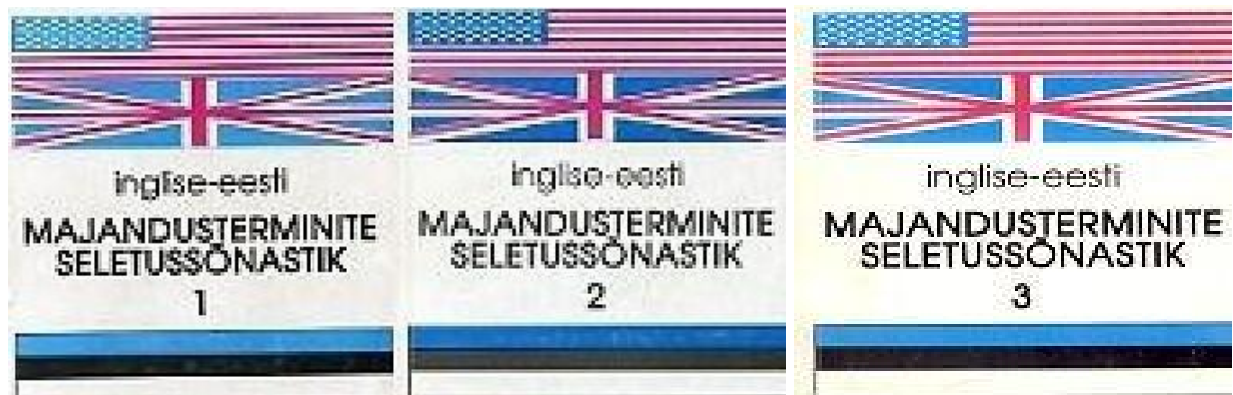 inglise-eesti
MAJANDUSTERMINITE
SELETUSSÕNASTIK
1
inglise-eesti
MAJANDUSTERMINITE
SELETUSSÕNASTIK
2
inglise-eesti
MAJANDUSTERMINITE
SELETUSSÕNASTIK
3